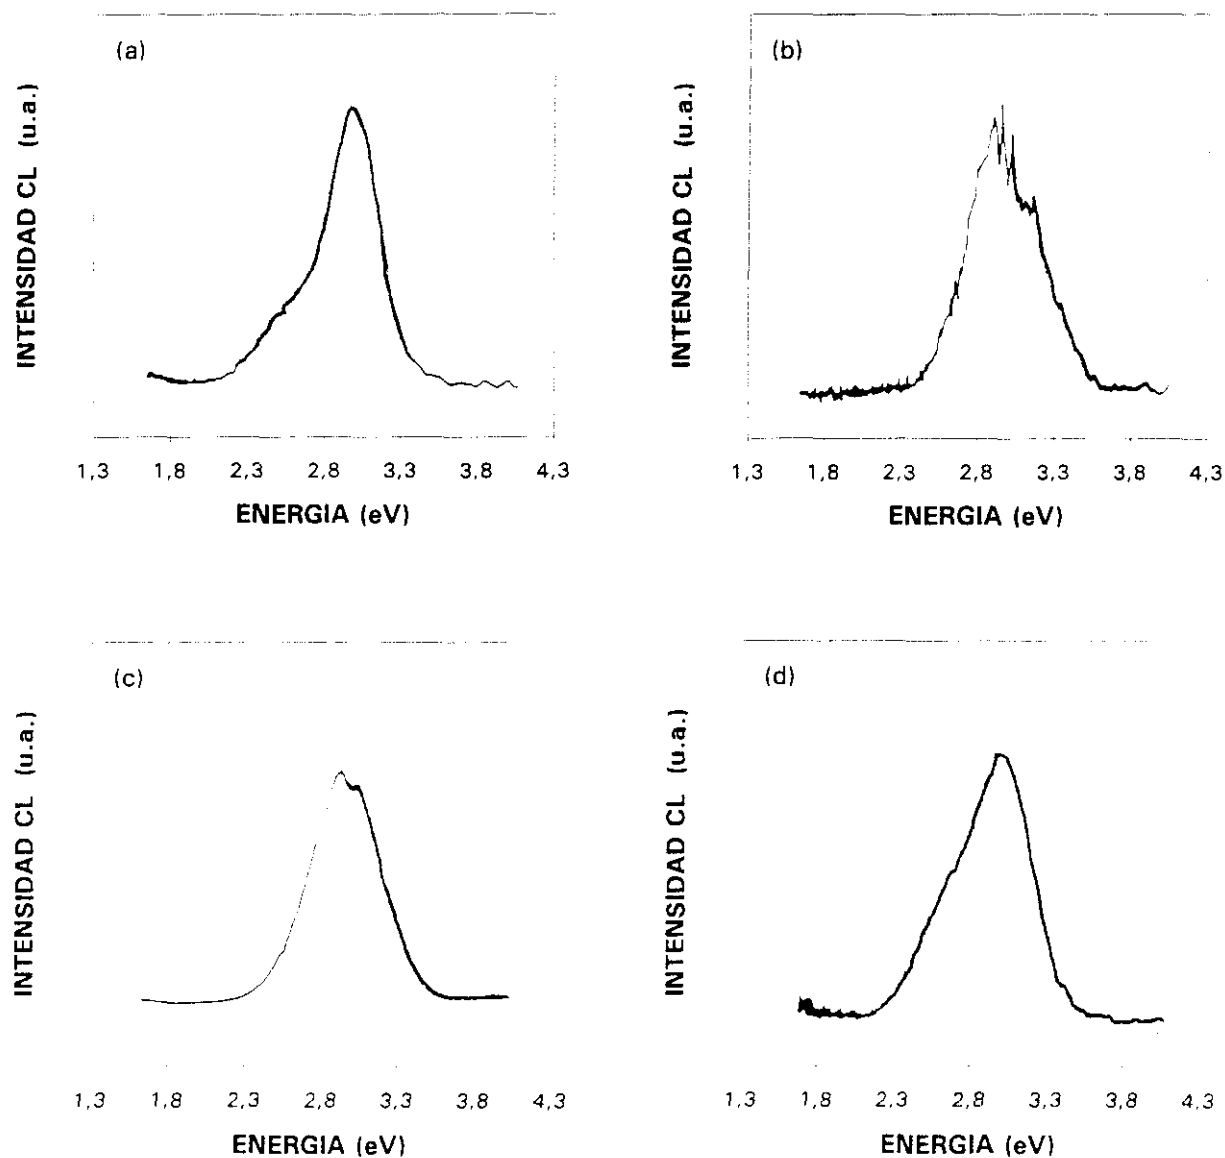 (a)
INTENSIDAD CL (u.a.)
1,3 1,8 2,3 2,8 3,3 3,8 4,3
ENERGIA (eV)
(b)
INTENSIDAD CL (u.a.)
1,3 1,8 2,3 2,8 3,3 3,8 4,3
ENERGIA (eV)
(c)
INTENSIDAD CL (u.a.)
1,3 1,8 2,3 2,8 3,3 3,8 4,3
ENERGIA (eV)
(d)
INTENSIDAD CL (u.a.)
1,3 1,8 2,3 2,8 3,3 3,8 4,3
ENERGIA (eV)